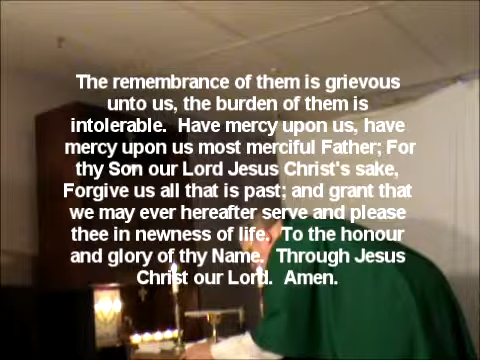 The remembrance of them is grievous
unto us, the burden of them is
intolerable.  Have mercy upon us, have
mercy upon us most merciful Father; For
thy Son our Lord Jesus Christ's sake,
Forgive us all that is past; and grant that
we may ever hereafter serve and please
thee in newness of life.  To the honour
and glory of thy Name.  Through Jesus
Christ our Lord.  Amen.